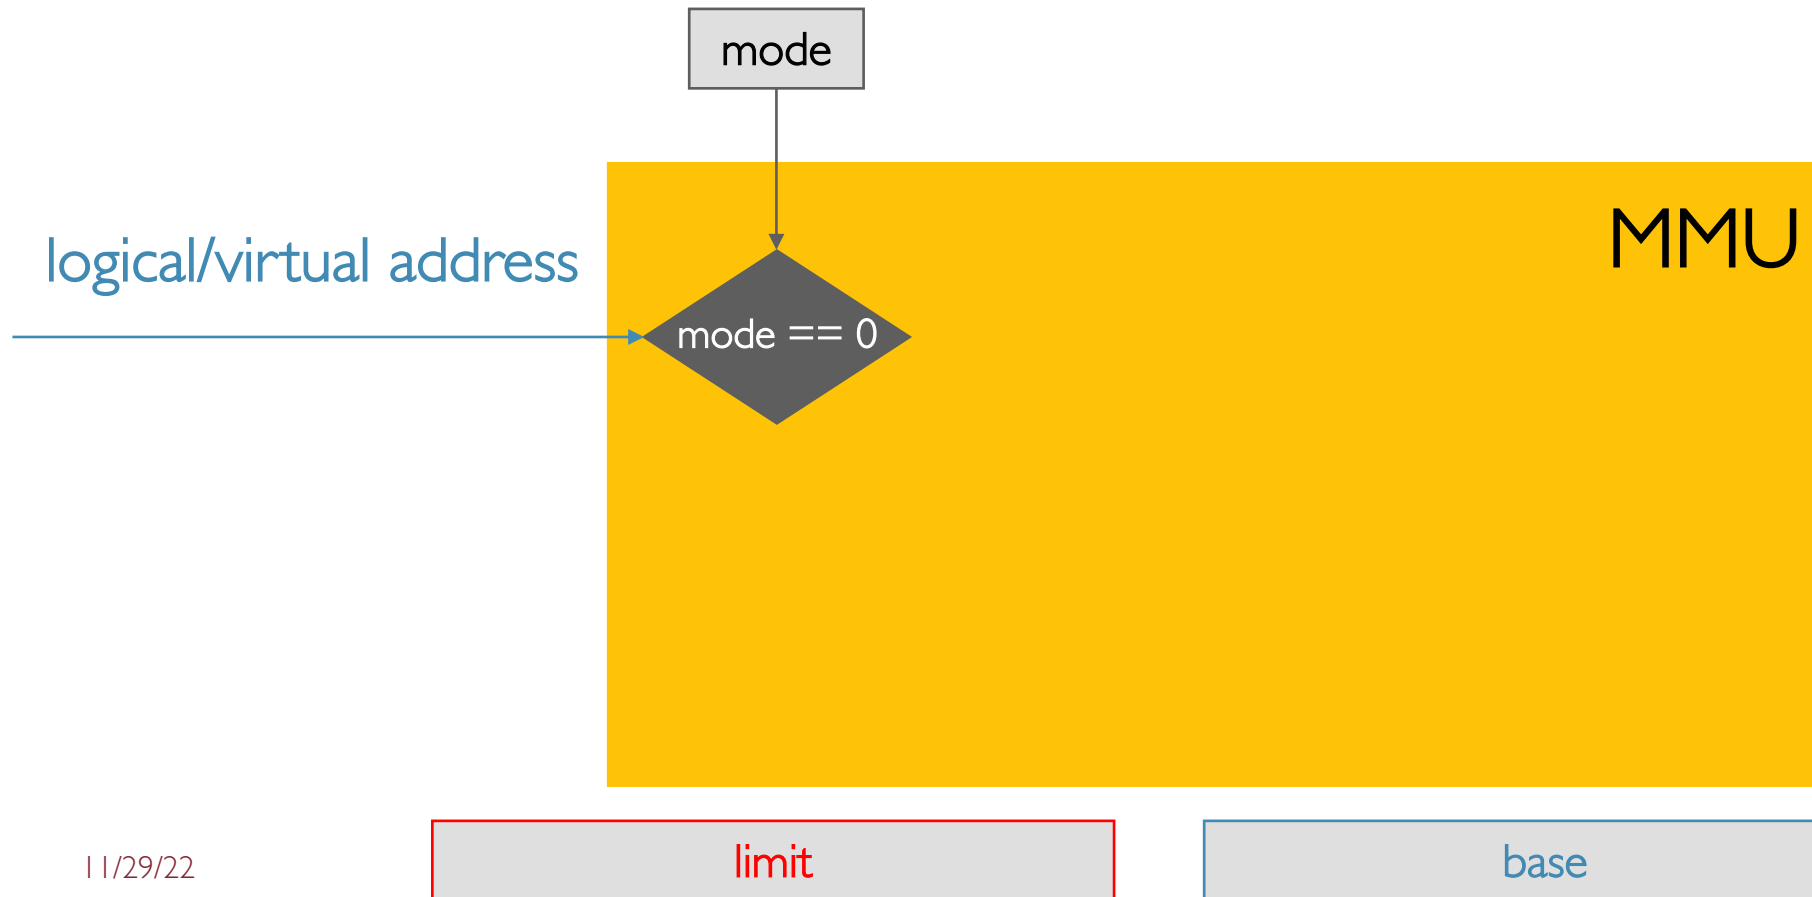 mode
MMU
logical/virtual address
mode == 0
limit
base
11/29/22